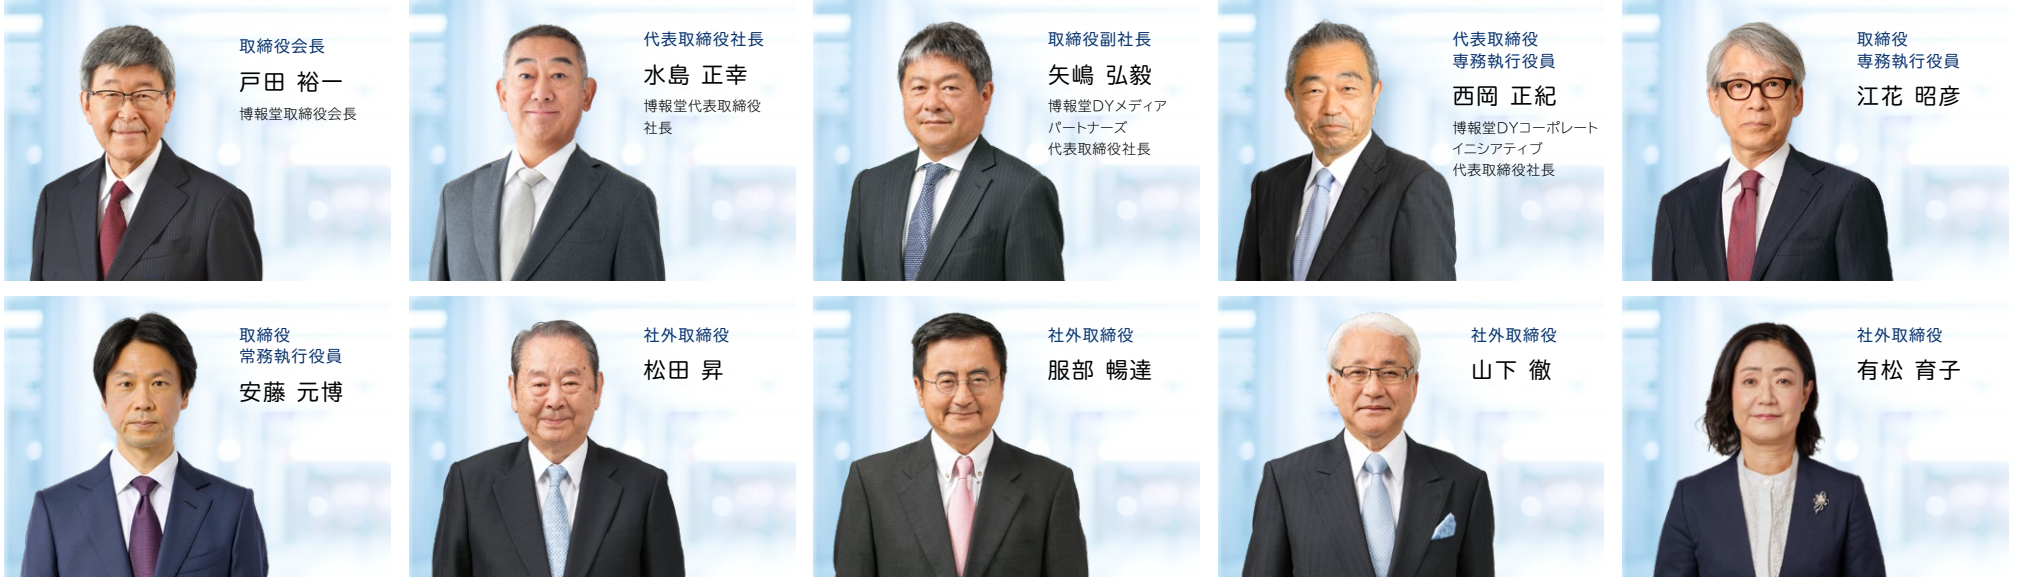 取締役会長
戸田 裕一
博報堂取締役会長
代表取締役社長
水島 正幸
博報堂代表取締役
社長
取締役副社長
矢嶋 弘毅
博報堂DYメディア
パートナーズ
代表取締役社長
代表取締役
専務執行役員
西岡 正紀
博報堂DYコーポレート
イニシアティブ
代表取締役社長
取締役
専務執行役員
江花 昭彦
取締役
常務執行役員
安藤 元博
社外取締役
松田 昇
社外取締役
服部 暢達
社外取締役
山下 徹
社外取締役
有松 育子